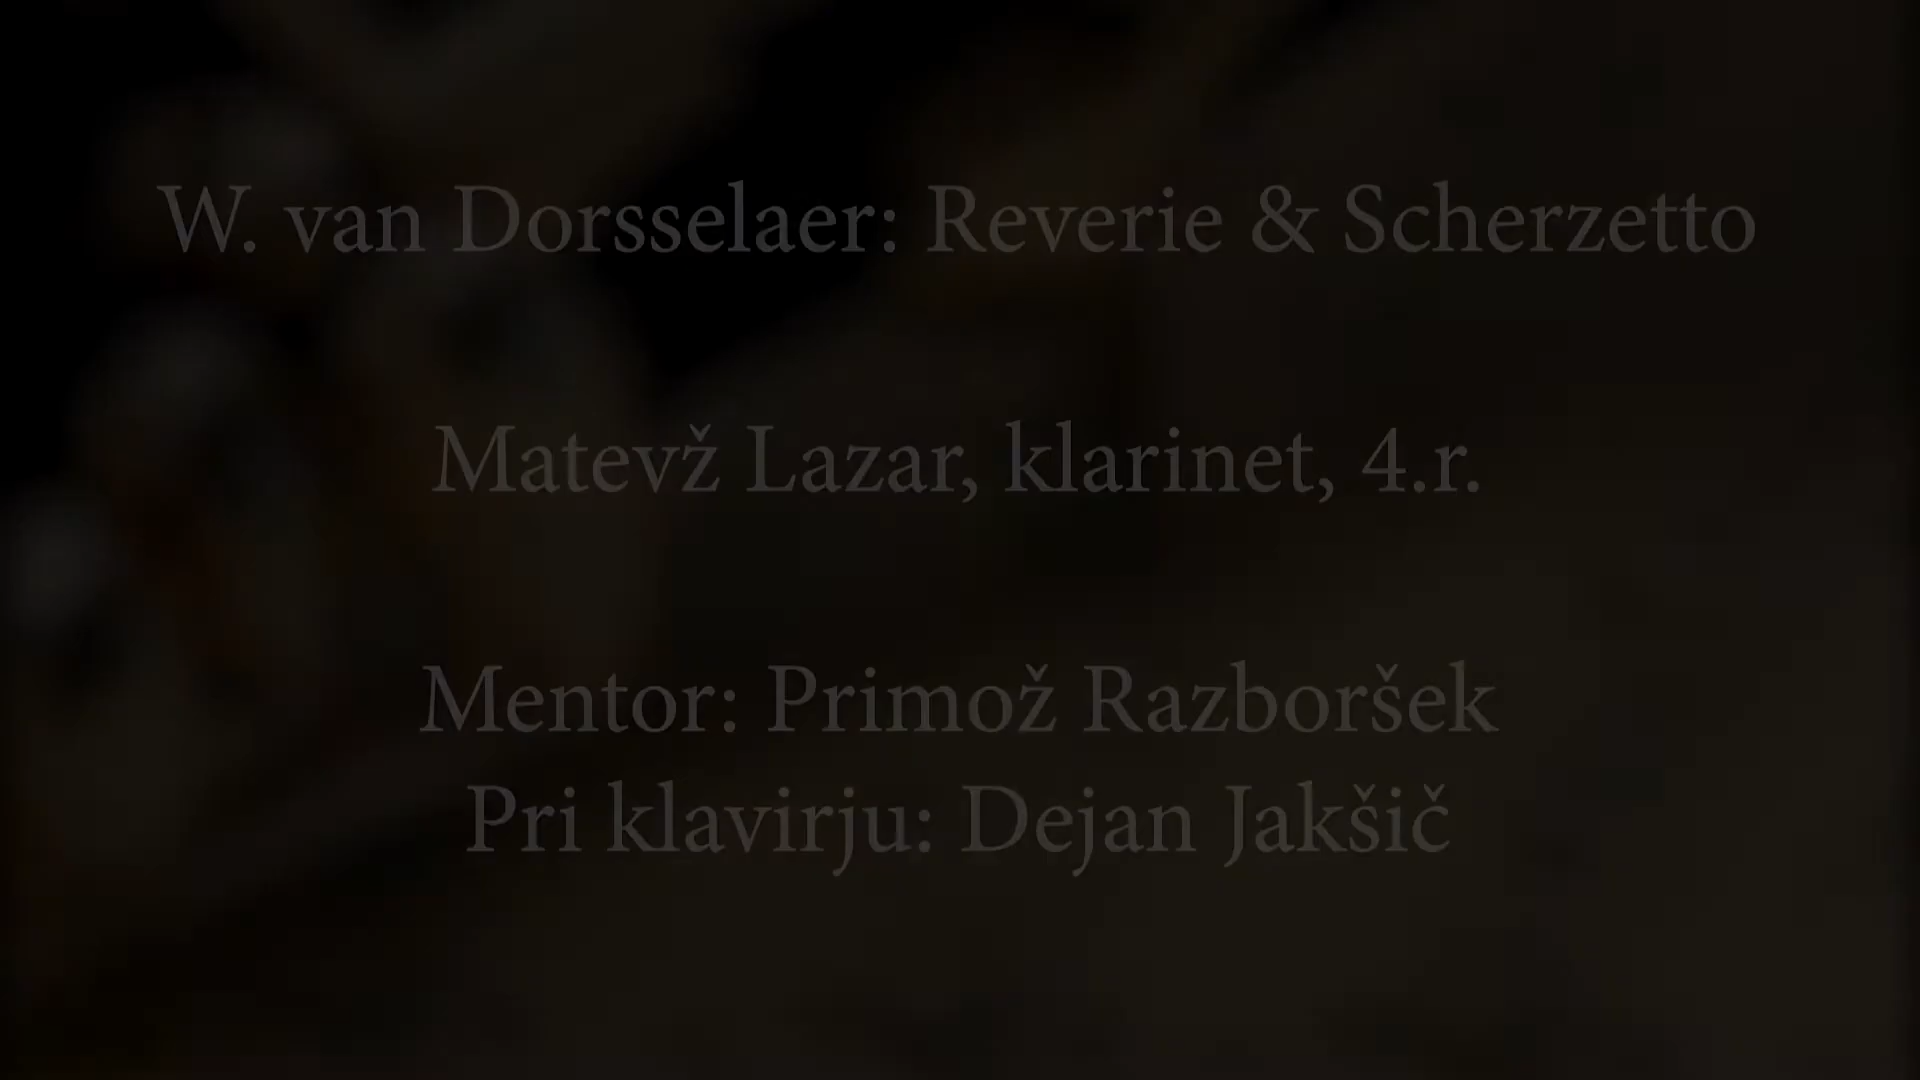 W. van Dorsselaer: Reverie & Scherzetto
Matevž Lazar, klarinet, 4.r.
Mentor: Primož Razboršek
Pri klavirju: Dejan Jakšič